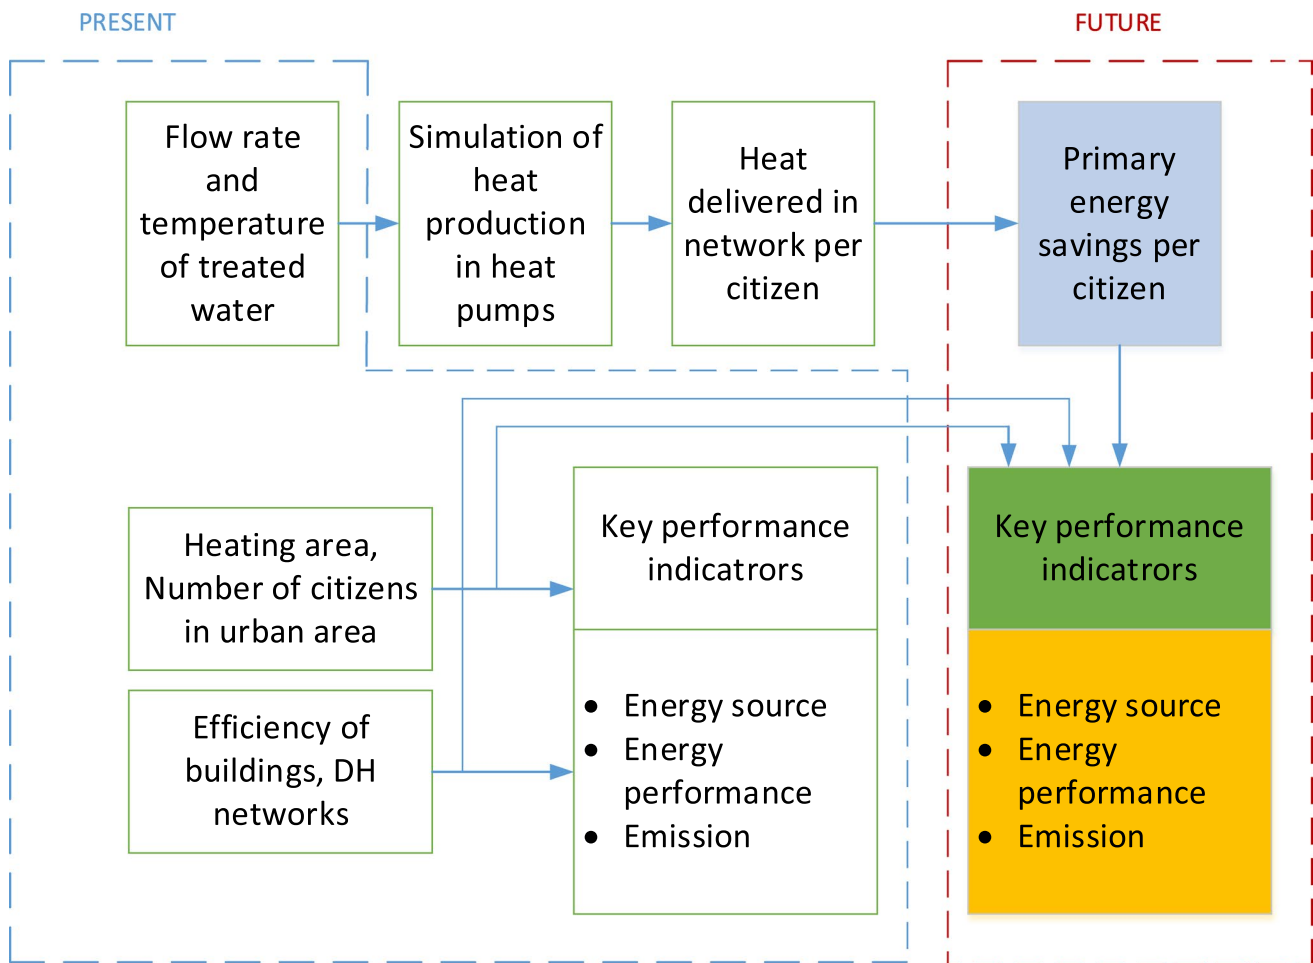 PRESENT
FUTURE
Flow rate
and
temperature
of treated
water
Simulation of
heat
production
in heat
pumps
Heat
delivered in
network per
citizen
Primary
energy
savings per
citizen
Heating area,
Number of citizens
in urban area
Efficiency of
buildings, DH
networks
Key performance
indicatrors
• Energy source
• Energy
performance
• Emission
Key performance
indicatrors
• Energy source
• Energy
performance
• Emission